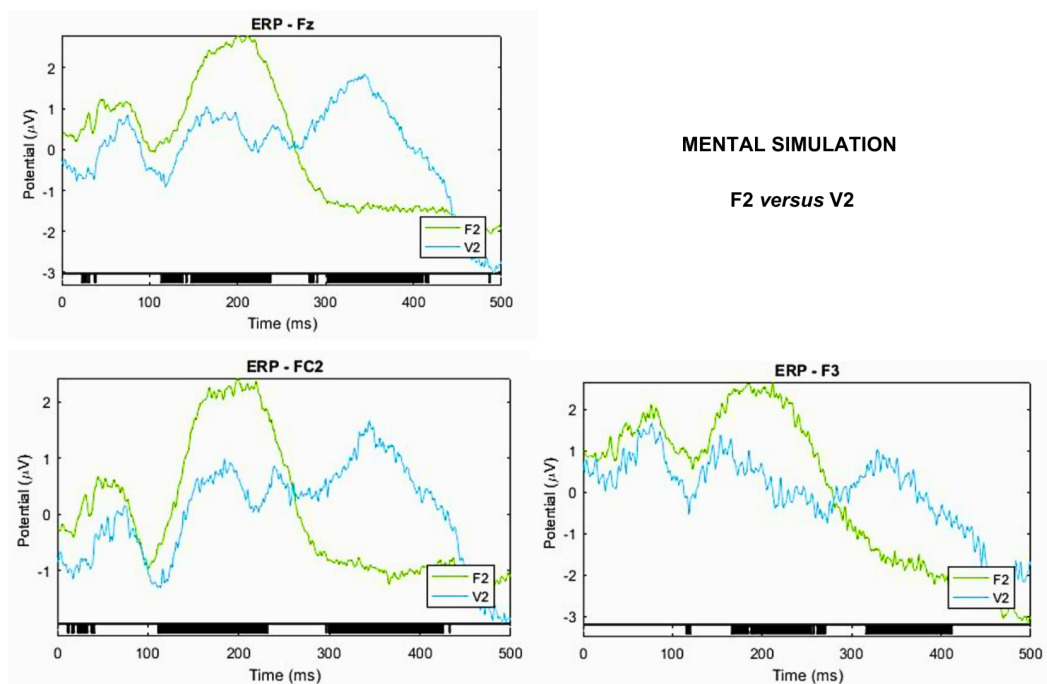 ERP - Fz
Potential (μV)
2
1
0
-1
-2
-3
F2
V2
0 100 200 300 400 500
Time (ms)
MENTAL SIMULATION
F2 versus V2
ERP - FC2
Potential (μV)
2
0
-1
F2
V2
0 100 200 300 400 500
Time (ms)
ERP - F3
Potential (μV)
2
1
0
-1
-2
-3
F2
V2
0 100 200 300 400 500
Time (ms)